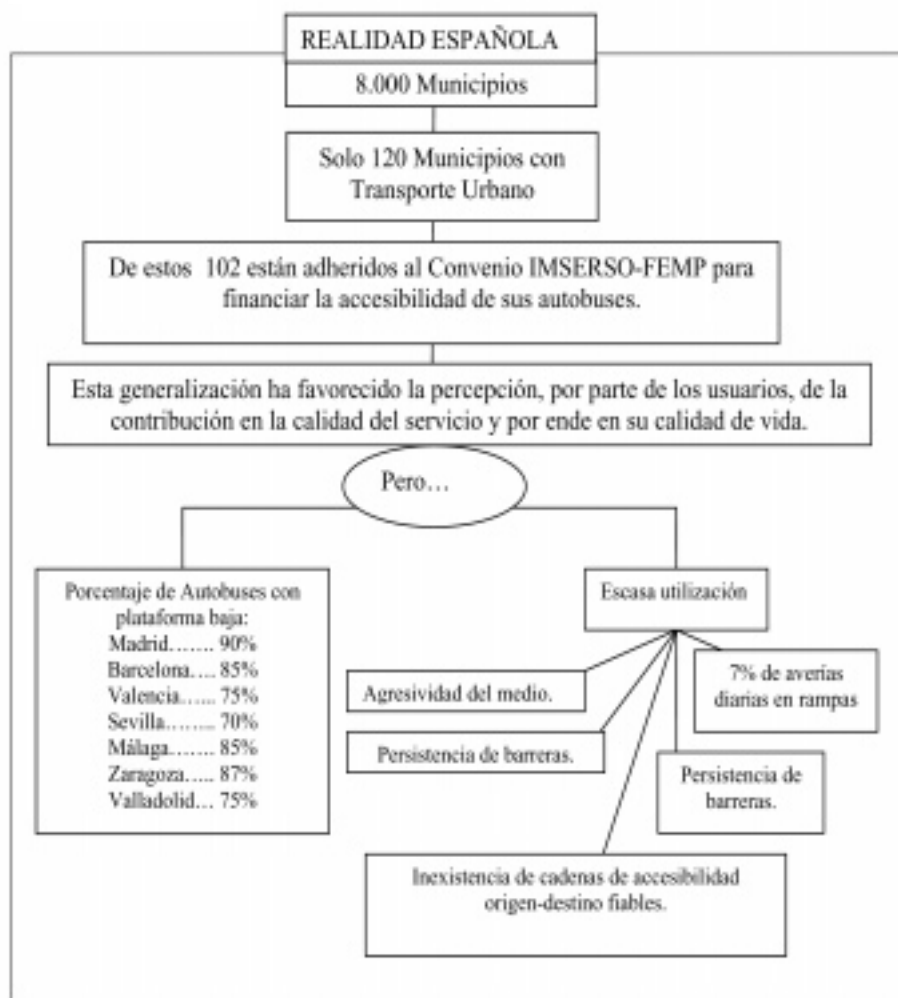 REALIDAD ESPAÑOLA
8.000 Municipios
Solo 120 Municipios con
Transporte Urbano
De estos 102 están adheridos al Convenio IMSERSO-FEMP para
financiar la accesibilidad de sus autobuses.
Esta generalización ha favorecido la percepción, por parte de los usuarios, de la
contribución en la calidad del servicio y por ende en su calidad de vida.
Pero…
Porcentaje de Autobuses con
plataforma baja:
Madrid……. 90%
Barcelona…. 85%
Valencia…... 75%
Sevilla…….. 70%
Málaga……. 85%
Zaragoza….. 87%
Valladolid… 75%
Escasa utilización
Agresividad del medio.
Persistencia de barreras.
7% de averías
diarias en rampas
Persistencia de
barreras.
Inexistencia de cadenas de accesibilidad
origen-destino fiables.